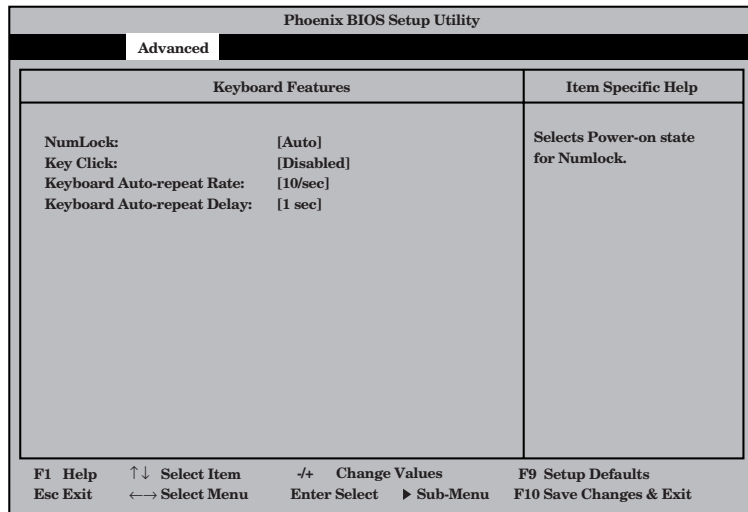 Phoenix BIOS Setup Utility
Advanced
Keyboard Features
Item Specific Help
NumLock: [Auto]
Key Click: [Disabled]
Keyboard Auto-repeat Rate: [10/sec]
Keyboard Auto-repeat Delay: [1 sec]
Selects Power-on state
for Numlock.
F1 Help ↑↓ Select Item -/+ Change Values F9 Setup Defaults
Esc Exit ←→ Select Menu Enter Select ▶ Sub-Menu F10 Save Changes & Exit